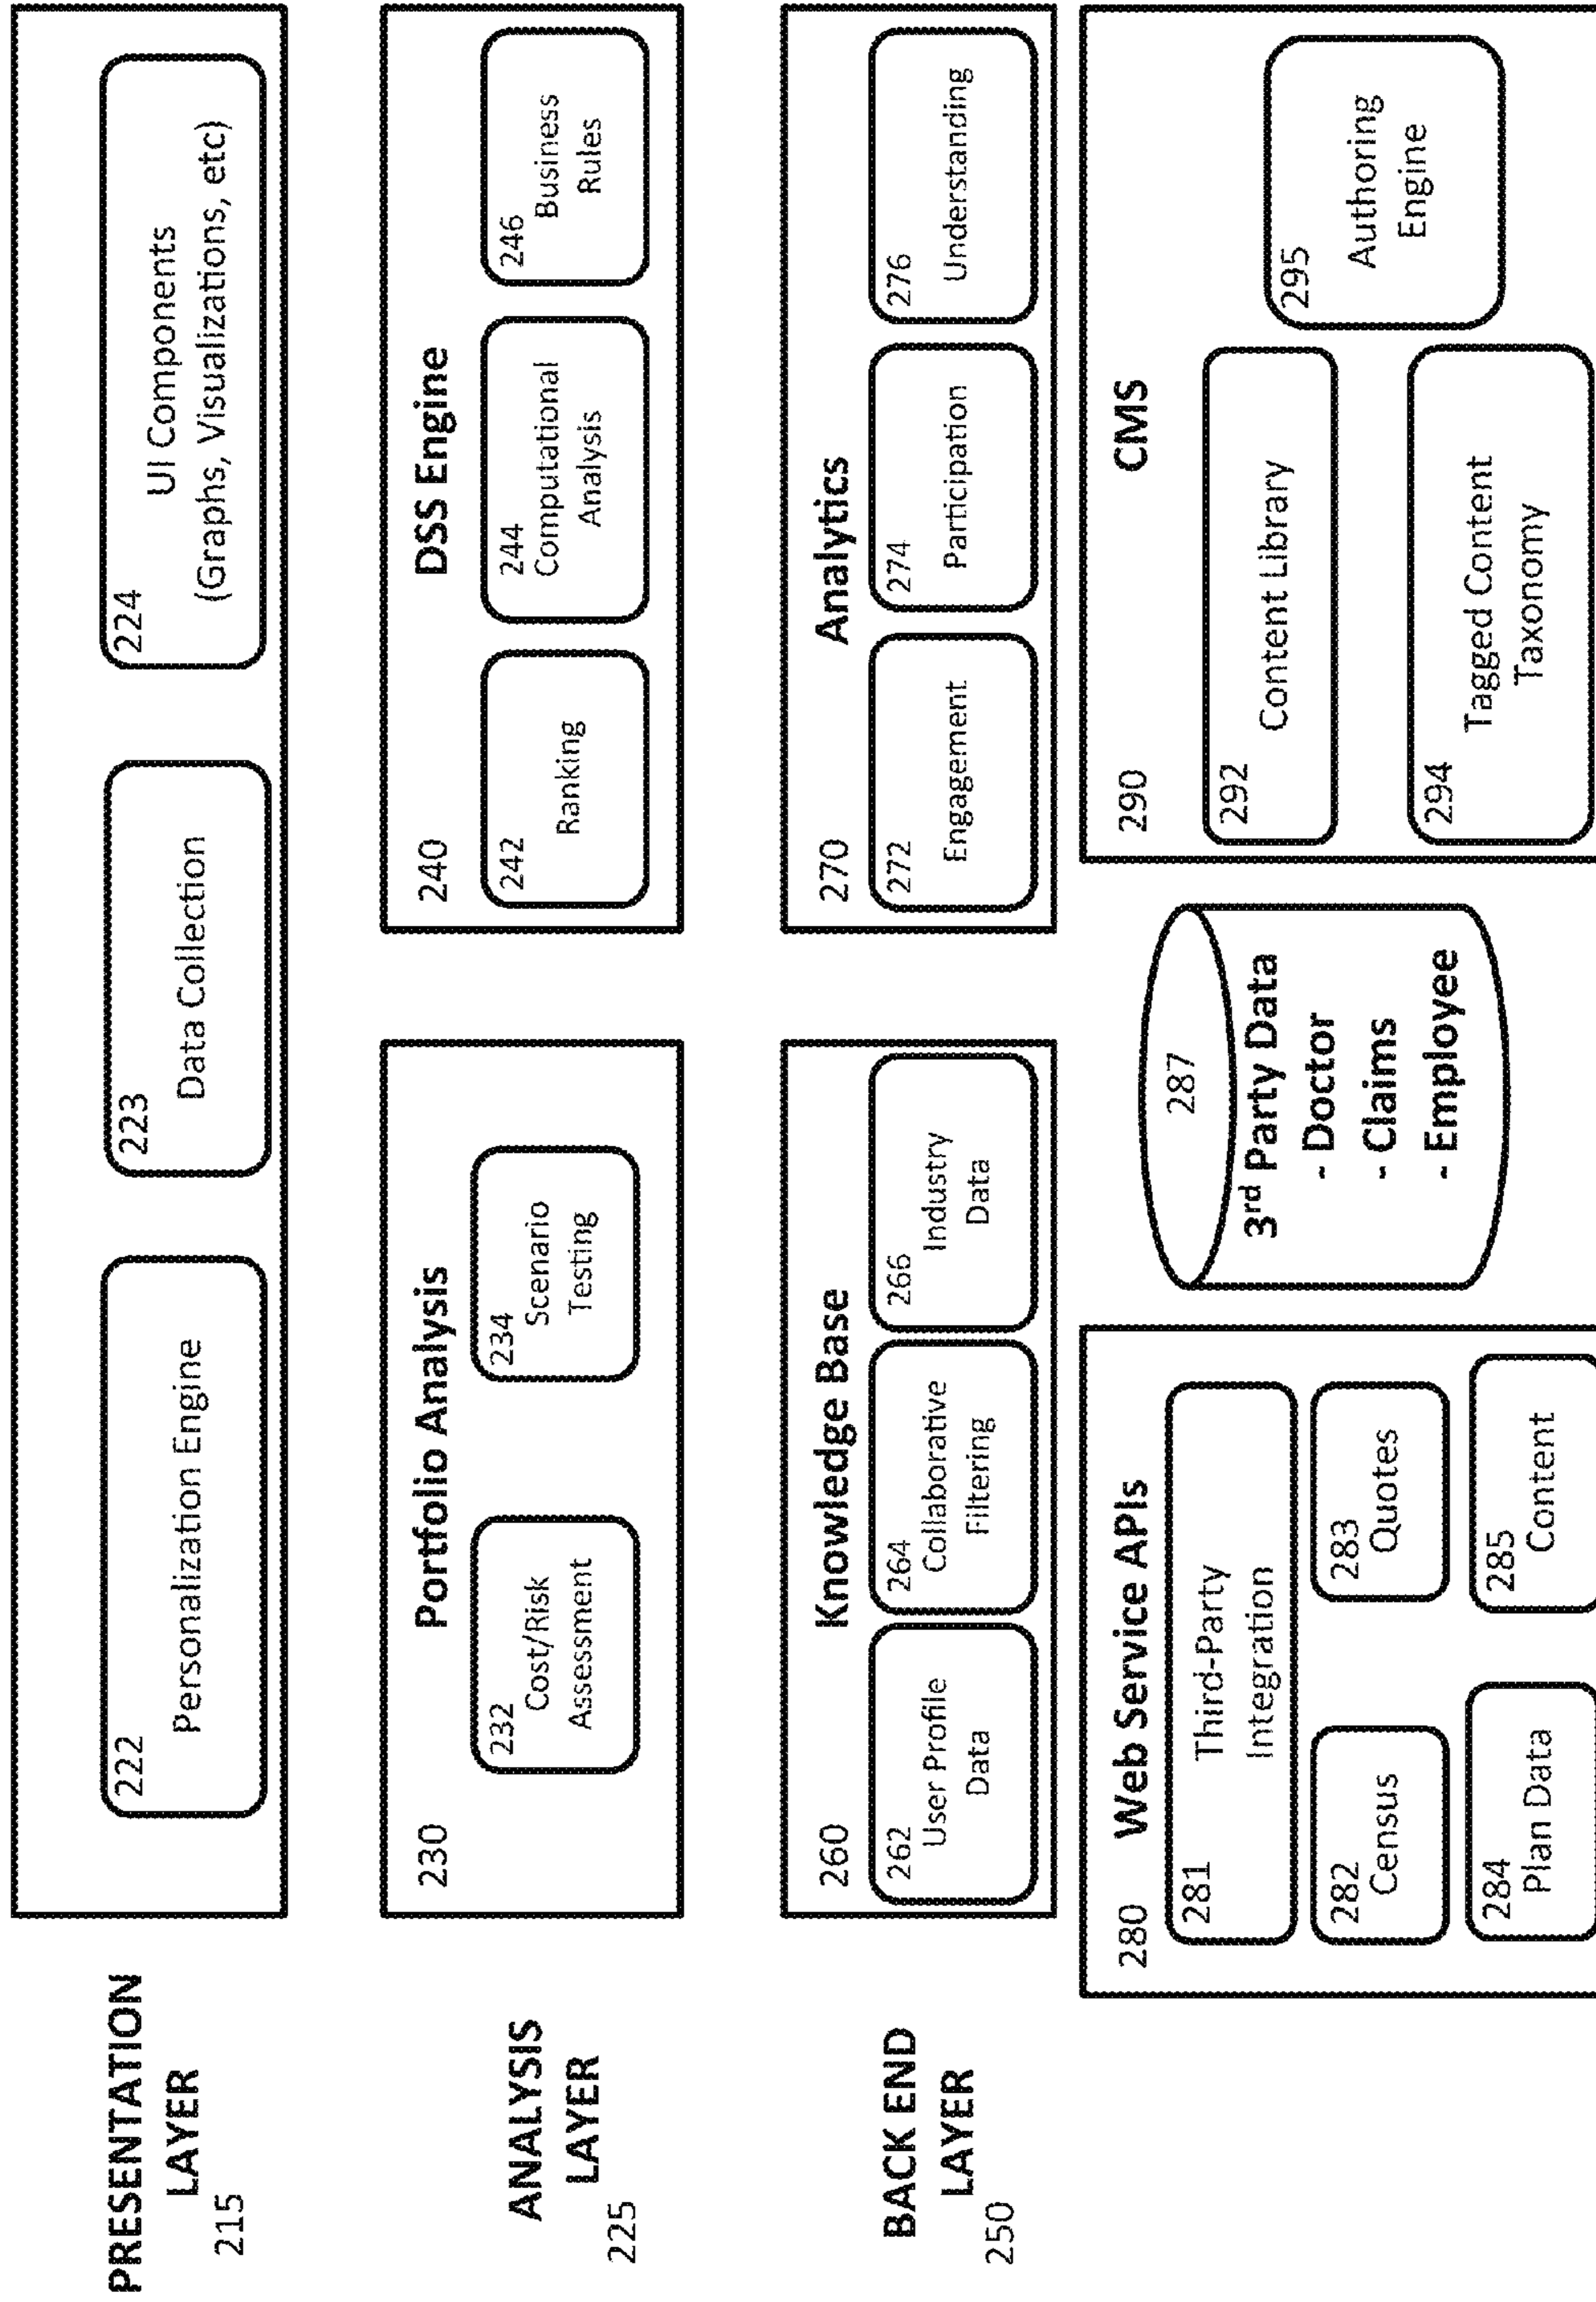 PRESENTATION
LAYER
215
222
Personalization Engine
223
Data Collection
224
UI Components
(Graphs, Visualizations, etc)
ANALYSIS
LAYER
225
230
Portfolio Analysis
232
Cost/Risk
Assessment
234
Scenario
Testing
240
DSS Engine
242
Ranking
244
Computational
Analysis
246
Business
Rules
BACK END
LAYER
250
260
Knowledge Base
262
User Profile
Data
264
Collaborative
Filtering
266
Industry
Data
270
Analytics
272
Engagement
274
Participation
276
Understanding
280
Web Service APIs
281
Third-Party
Integration
282
Census
283
Quotes
284
Plan Data
285
Content
287
3rd Party Data
- Doctor
- Claims
- Employee
290
CMS
292
Content Library
294
Tagged Content
Taxonomy
295
Authoring
Engine